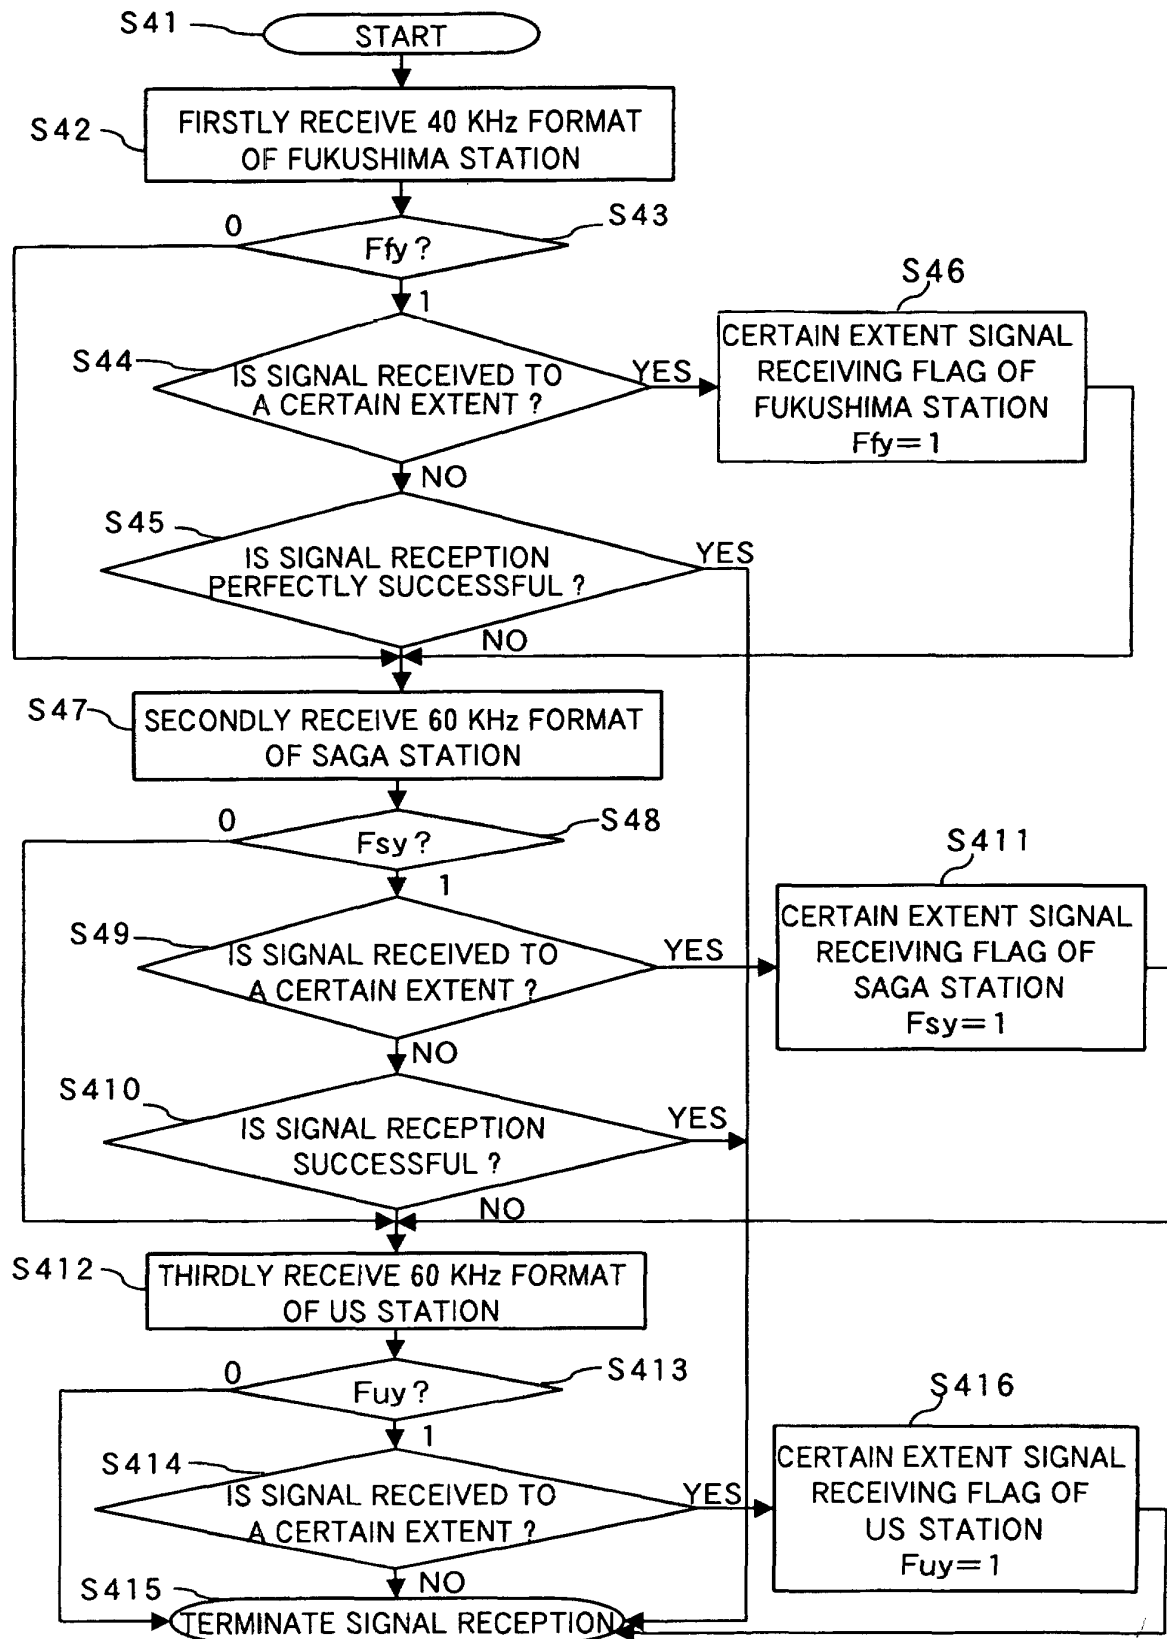 S41
START
S42
FIRSTLY RECEIVE 40 KHz FORMAT
OF FUKUSHIMA STATION
0
S43
Ffy?
1
S44
IS SIGNAL RECEIVED TO
A CERTAIN EXTENT?
YES
S46
CERTAIN EXTENT SIGNAL
RECEIVING FLAG OF
FUKUSHIMA STATION
Ffy=1
NO
S45
IS SIGNAL RECEPTION
PERFECTLY SUCCESSFUL?
YES
NO
S47
SECONDLY RECEIVE 60 KHz FORMAT
OF SAGA STATION
0
S48
Fsy?
1
S49
IS SIGNAL RECEIVED TO
A CERTAIN EXTENT?
YES
S411
CERTAIN EXTENT SIGNAL
RECEIVING FLAG OF
SAGA STATION
Fsy=1
NO
S410
IS SIGNAL RECEPTION
SUCCESSFUL?
YES
NO
S412
THIRDLY RECEIVE 60 KHz FORMAT
OF US STATION
0
S413
Fuy?
1
S414
IS SIGNAL RECEIVED TO
A CERTAIN EXTENT?
YES
S416
CERTAIN EXTENT SIGNAL
RECEIVING FLAG OF
US STATION
Fuy=1
NO
S415
TERMINATE SIGNAL RECEPTION